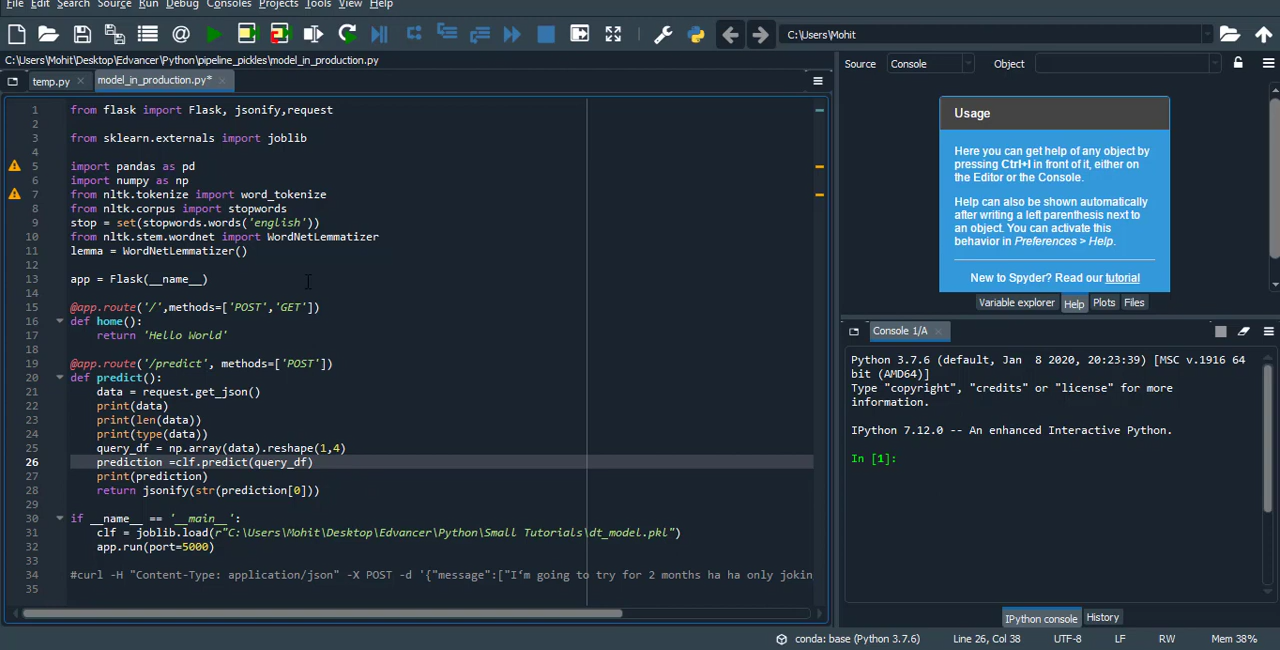 File Edit Search Source Run Debug Consoles Projects Tools View Help
C:\Users\Mohit
C:\Users\Mohit\Desktop\Edvancer\Python\pipeline_pickles\model_in_production.py
temp.py
model_in_production.py*
1 from flask import Flask, jsonify,request
2
3 from sklearn.externals import joblib
4
5 import pandas as pd
6 import numpy as np
7 from nltk.tokenize import word_tokenize
8 from nltk.corpus import stopwords
9 stop = set(stopwords.words('english'))
10 from nltk.stem.wordnet import WordNetLemmatizer
11 lemma = WordNetLemmatizer()
12
13 app = Flask(__name__)
14
15 @app.route('/',methods=['POST','GET'])
16 def home():
17 return 'Hello World'
18
19 @app.route('/predict', methods=['POST'])
20 def predict():
21 data = request.get_json()
22 print(data)
23 print(len(data))
24 print(type(data))
25 query_df = np.array(data).reshape(1,4)
26 prediction =clf.predict(query_df)
27 print(prediction)
28 return jsonify(str(prediction[0]))
29
30 if __name__ == '__main__':
31 clf = joblib.load(r"C:\Users\Mohit\Desktop\Edvancer\Python\Small Tutorials\dt_model.pkl")
32 app.run(port=5000)
33
34 #curl -H "Content-Type: application/json" -X POST -d '{"message":["I'm going to try for 2 months ha ha only jokin
35
Source Console Object
Usage
Here you can get help of any object by
pressing Ctrl+I in front of it, either on
the Editor or the Console.
Help can also be shown automatically
after writing a left parenthesis next to
an object. You can activate this
behavior in Preferences > Help.
New to Spyder? Read our tutorial
Variable explorer Help Plots Files
Console 1/A
Python 3.7.6 (default, Jan 8 2020, 20:23:39) [MSC v.1916 64
bit (AMD64)]
Type "copyright", "credits" or "license" for more
information.
IPython 7.12.0 -- An enhanced Interactive Python.
In [1]:
IPython console History
conda: base (Python 3.7.6) Line 26, Col 38 UTF-8 LF RW Mem 38%